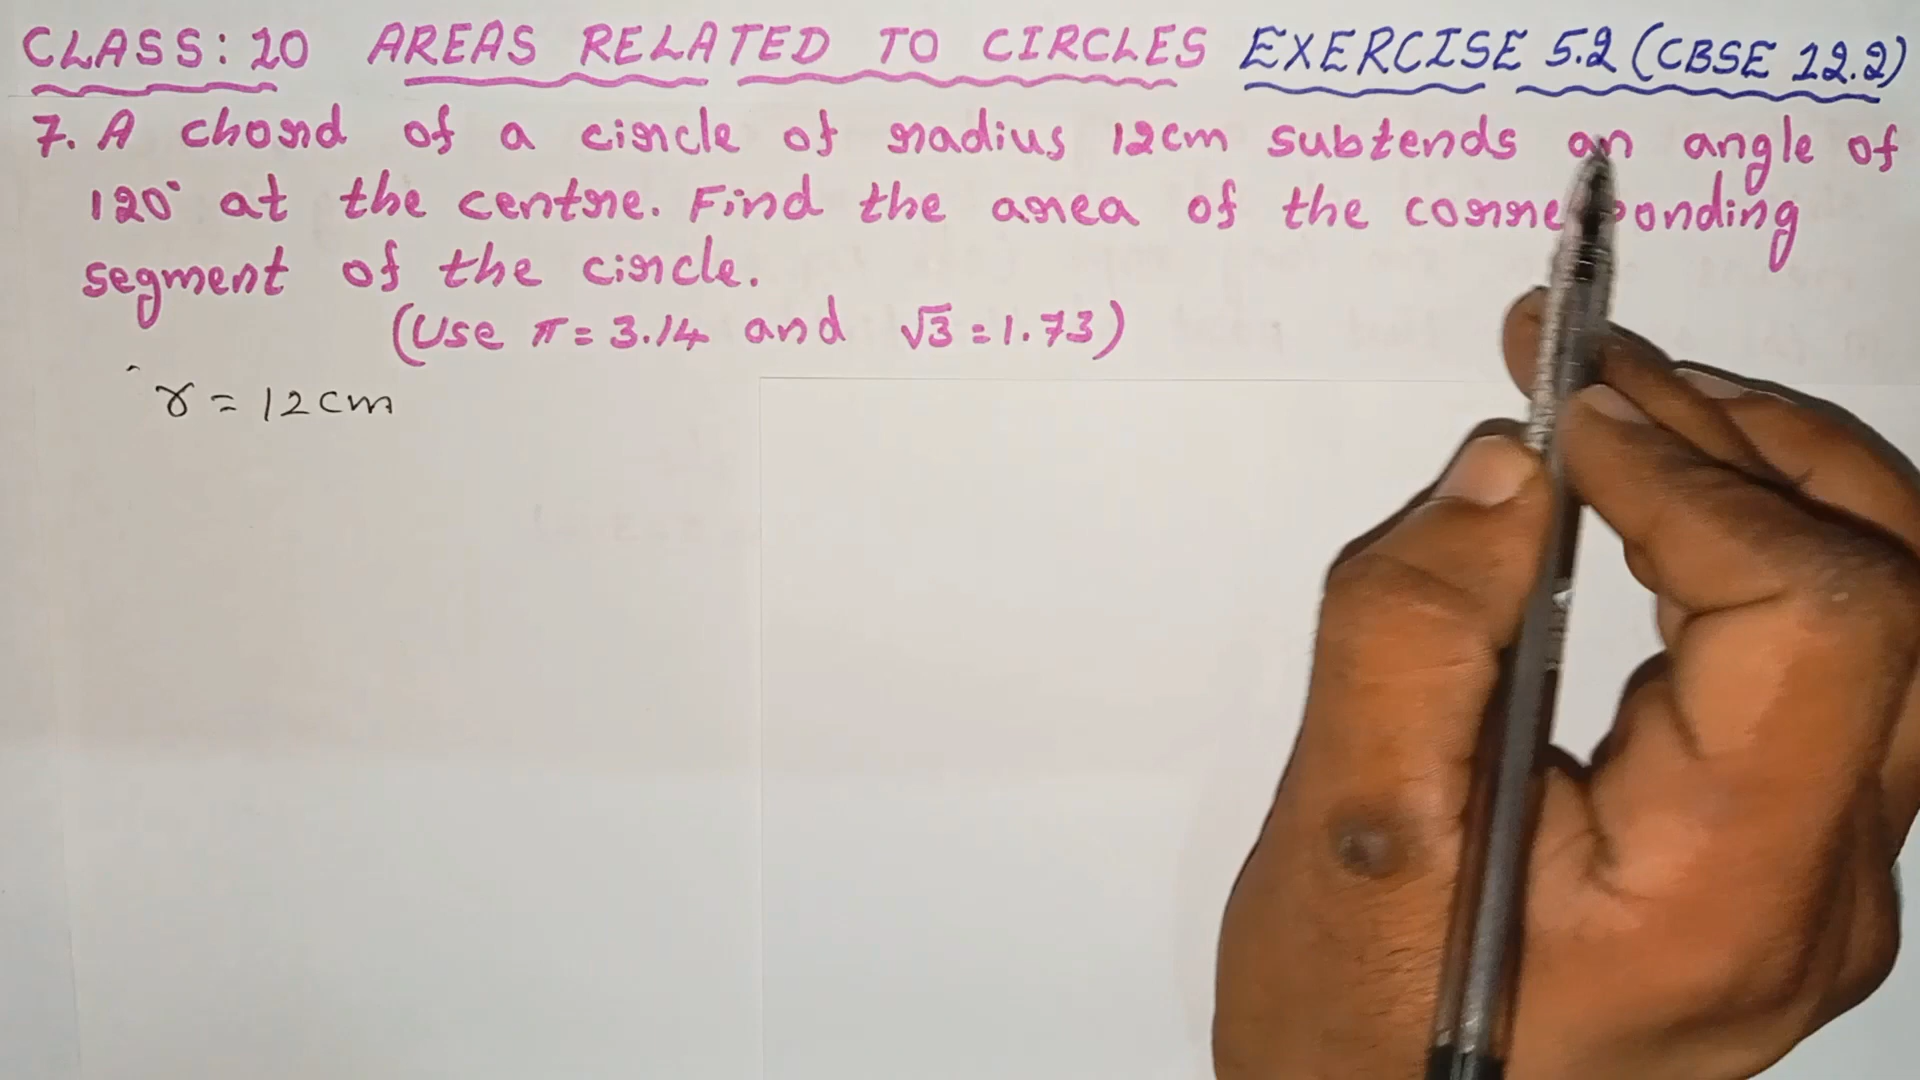 CLASS: 10 AREAS RELATED TO CIRCLES EXERCISE 5.2 (CBSE 12.2)
7. A chord of a circle of radius 12cm subtends an angle of
120° at the centre. Find the area of the corresponding
segment of the circle.
(Use π = 3.14 and √3 = 1.73)
r = 12cm